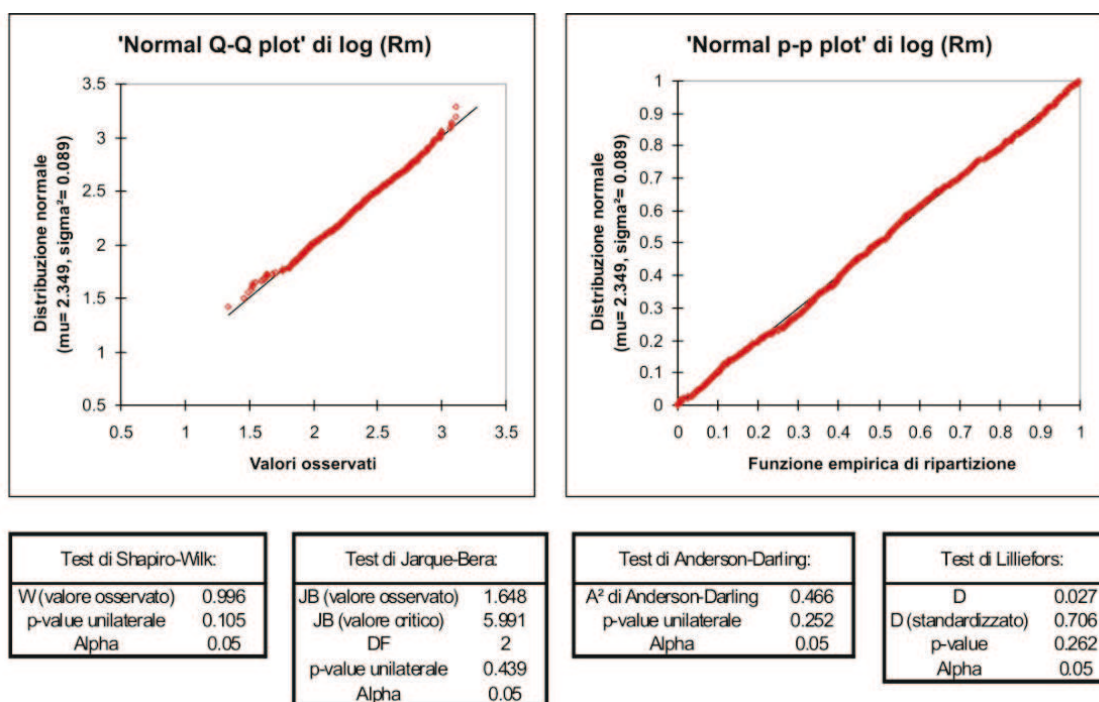 'Normal Q-Q plot' di log (Rm)
Distribuzione normale
(mu= 2.349, sigma²= 0.089)
3.5
3
2.5
2
1.5
1
0.5
0.5 1 1.5 2 2.5 3 3.5
Valori osservati
'Normal p-p plot' di log (Rm)
Distribuzione normale
(mu= 2.349, sigma²= 0.089)
1
0.9
0.8
0.7
0.6
0.5
0.4
0.3
0.2
0.1
0
0 0.1 0.2 0.3 0.4 0.5 0.6 0.7 0.8 0.9 1
Funzione empirica di ripartizione
Test di Shapiro-Wilk:
W (valore osservato) 0.996
p-value unilaterale 0.105
Alpha 0.05
Test di Jarque-Bera:
JB (valore osservato) 1.648
JB (valore critico) 5.991
DF 2
p-value unilaterale 0.439
Alpha 0.05
Test di Anderson-Darling:
A² di Anderson-Darling 0.466
p-value unilaterale 0.252
Alpha 0.05
Test di Lilliefors:
D 0.027
D (standardizzato) 0.706
p-value 0.262
Alpha 0.05